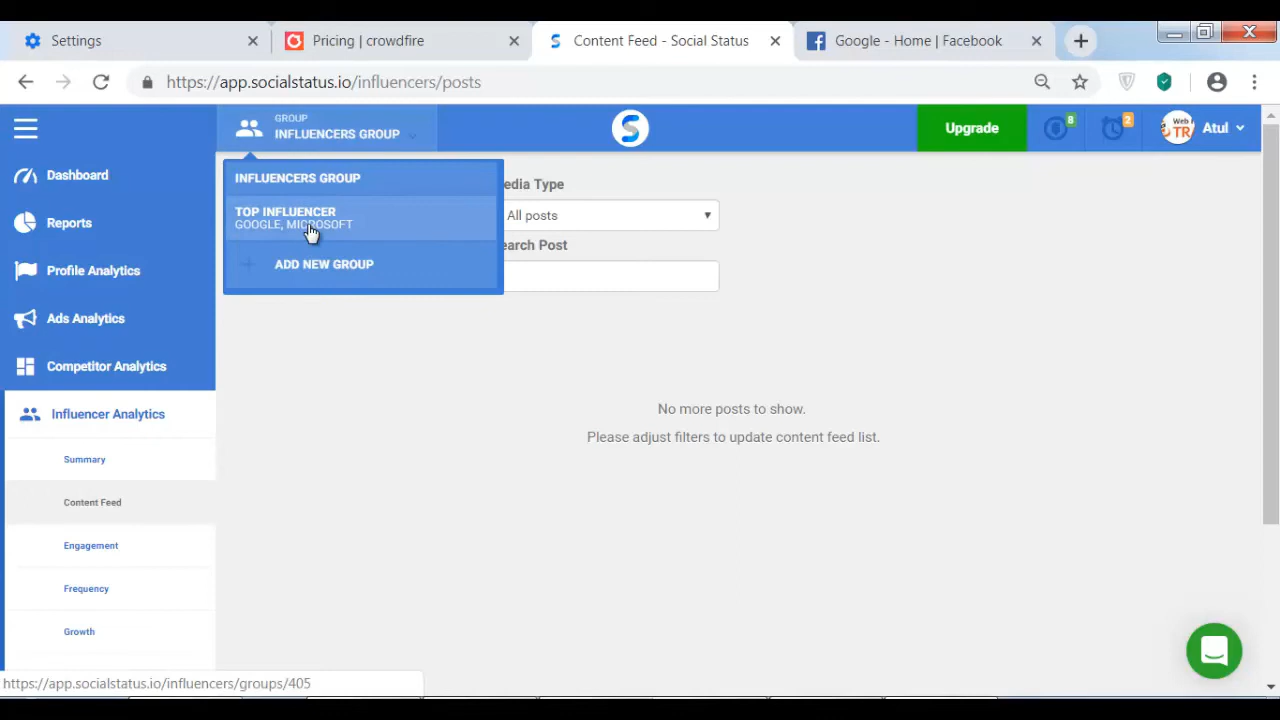 Settings
Pricing | crowdfire
Content Feed - Social Status
Google - Home | Facebook
https://app.socialstatus.io/influencers/posts
GROUP
INFLUENCERS GROUP
Upgrade
8
2
Web
TR
Atul
INFLUENCERS GROUP
TOP INFLUENCER
GOOGLE, MICROSOFT
ADD NEW GROUP
edia Type
All posts
earch Post
Dashboard
Reports
Profile Analytics
Ads Analytics
Competitor Analytics
Influencer Analytics
Summary
Content Feed
Engagement
Frequency
Growth
No more posts to show.
Please adjust filters to update content feed list.
https://app.socialstatus.io/influencers/groups/405